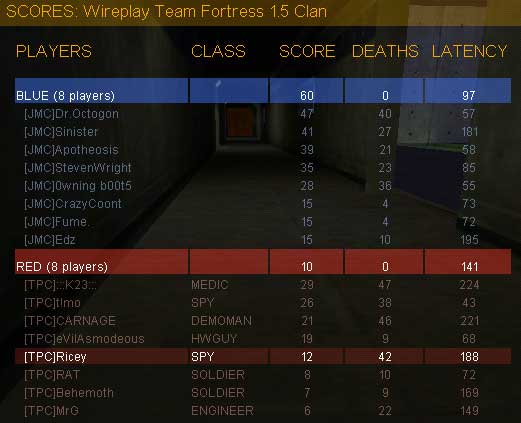 SCORES: Wireplay Team Fortress 1.5 Clan
PLAYERS CLASS SCORE DEATHS LATENCY
BLUE (8 players) 60 0 97
[JMC]Dr.Octogon 47 40 57
[JMC]Sinister 41 27 181
[JMC]Apotheosis 39 21 58
[JMC]StevenWright 35 23 85
[JMC]0wning b00t5 28 36 55
[JMC]CrazyCoont 15 4 73
[JMC]Fume. 15 4 72
[JMC]Edz 15 10 195
RED (8 players) 10 0 141
[TPC]:::K23::: MEDIC 29 47 224
[TPC]t!mo SPY 26 38 43
[TPC]CARNAGE DEMOMAN 21 46 221
[TPC]eVilAsmodeous HWGUY 19 9 68
[TPC]Ricey SPY 12 42 188
[TPC]RAT SOLDIER 8 10 72
[TPC]Behemoth SOLDIER 7 9 169
[TPC]MrG ENGINEER 6 22 149